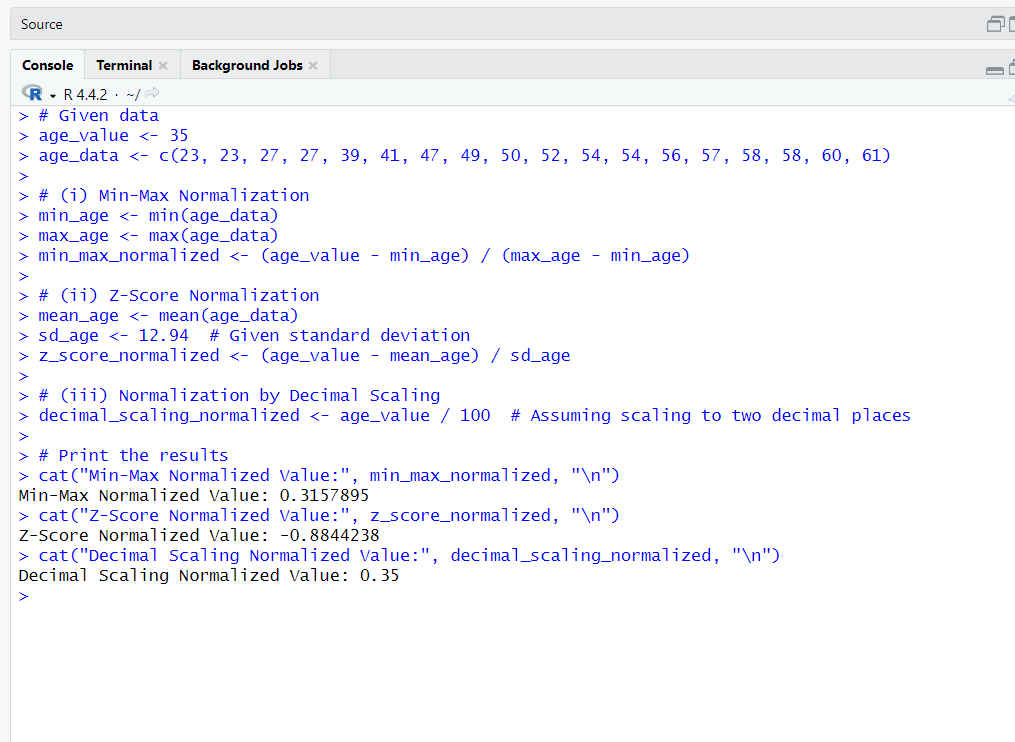 Source
Console Terminal Background Jobs
R R 4.4.2 · ~/
> # Given data
> age_value <- 35
> age_data <- c(23, 23, 27, 27, 39, 41, 47, 49, 50, 52, 54, 54, 56, 57, 58, 58, 60, 61)
>
> # (i) Min-Max Normalization
> min_age <- min(age_data)
> max_age <- max(age_data)
> min_max_normalized <- (age_value - min_age) / (max_age - min_age)
>
> # (ii) Z-Score Normalization
> mean_age <- mean(age_data)
> sd_age <- 12.94  # Given standard deviation
> z_score_normalized <- (age_value - mean_age) / sd_age
>
> # (iii) Normalization by Decimal Scaling
> decimal_scaling_normalized <- age_value / 100  # Assuming scaling to two decimal places
>
> # Print the results
> cat("Min-Max Normalized Value:", min_max_normalized, "\n")
Min-Max Normalized Value: 0.3157895
> cat("Z-Score Normalized Value:", z_score_normalized, "\n")
Z-Score Normalized Value: -0.8844238
> cat("Decimal Scaling Normalized Value:", decimal_scaling_normalized, "\n")
Decimal Scaling Normalized Value: 0.35
>